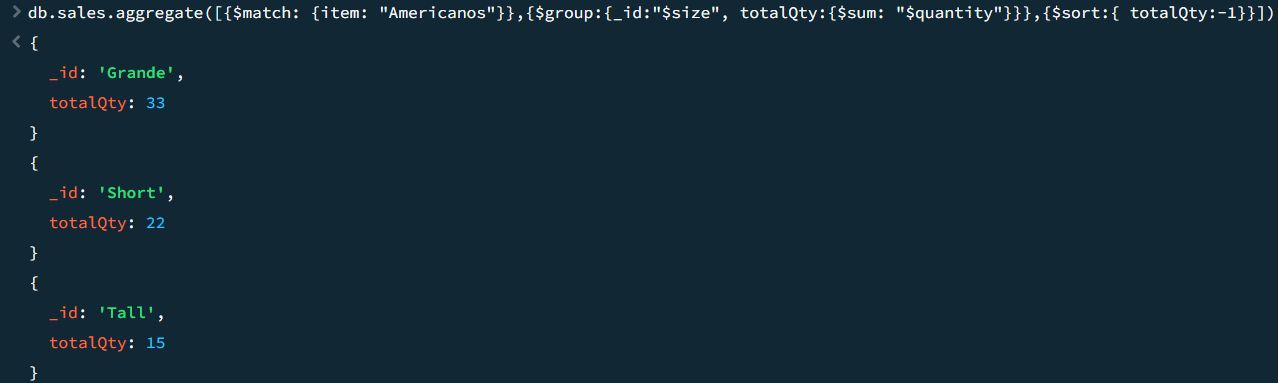 > db.sales.aggregate([{$match: {item: "Americanos"}},{$group:{_id:"$size", totalQty:{$sum: "$quantity"}}},{$sort:{ totalQty:-1}}])
< {
_id: 'Grande',
totalQty: 33
}
{
_id: 'Short',
totalQty: 22
}
{
_id: 'Tall',
totalQty: 15
}